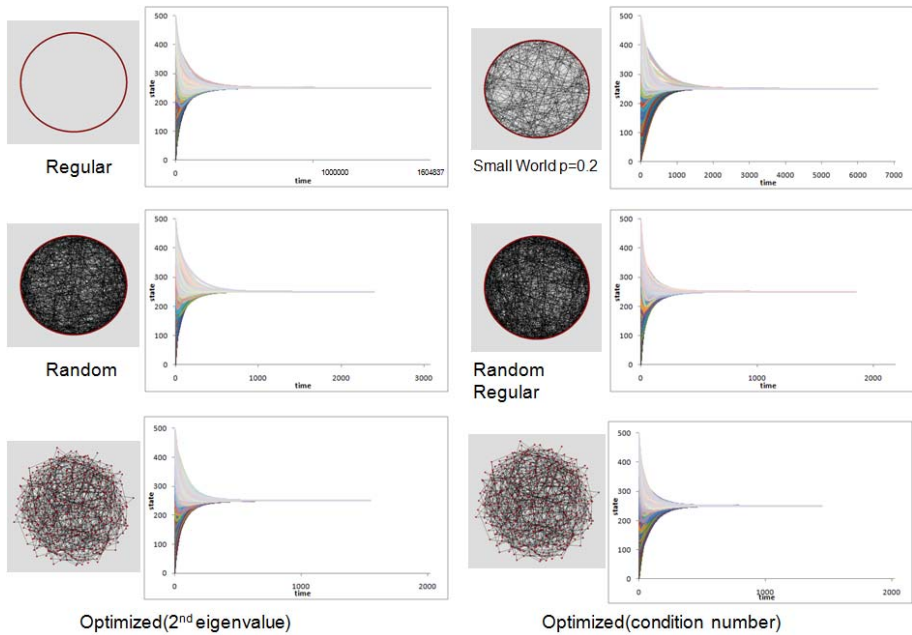 500
400
300
200
100
0
state
0
1000000
1604837
time
Regular
500
400
300
200
100
0
state
0 1000 2000 3000 4000 5000 6000 7000
time
Small World p=0.2
500
400
300
200
100
0
state
0 1000 2000 3000
time
Random
500
400
300
200
100
0
state
0 1000 2000
time
Random
Regular
500
400
300
200
100
0
state
0 1000 2000
time
Optimized(2nd eigenvalue)
500
400
300
200
100
0
state
0 1000 2000
time
Optimized(condition number)